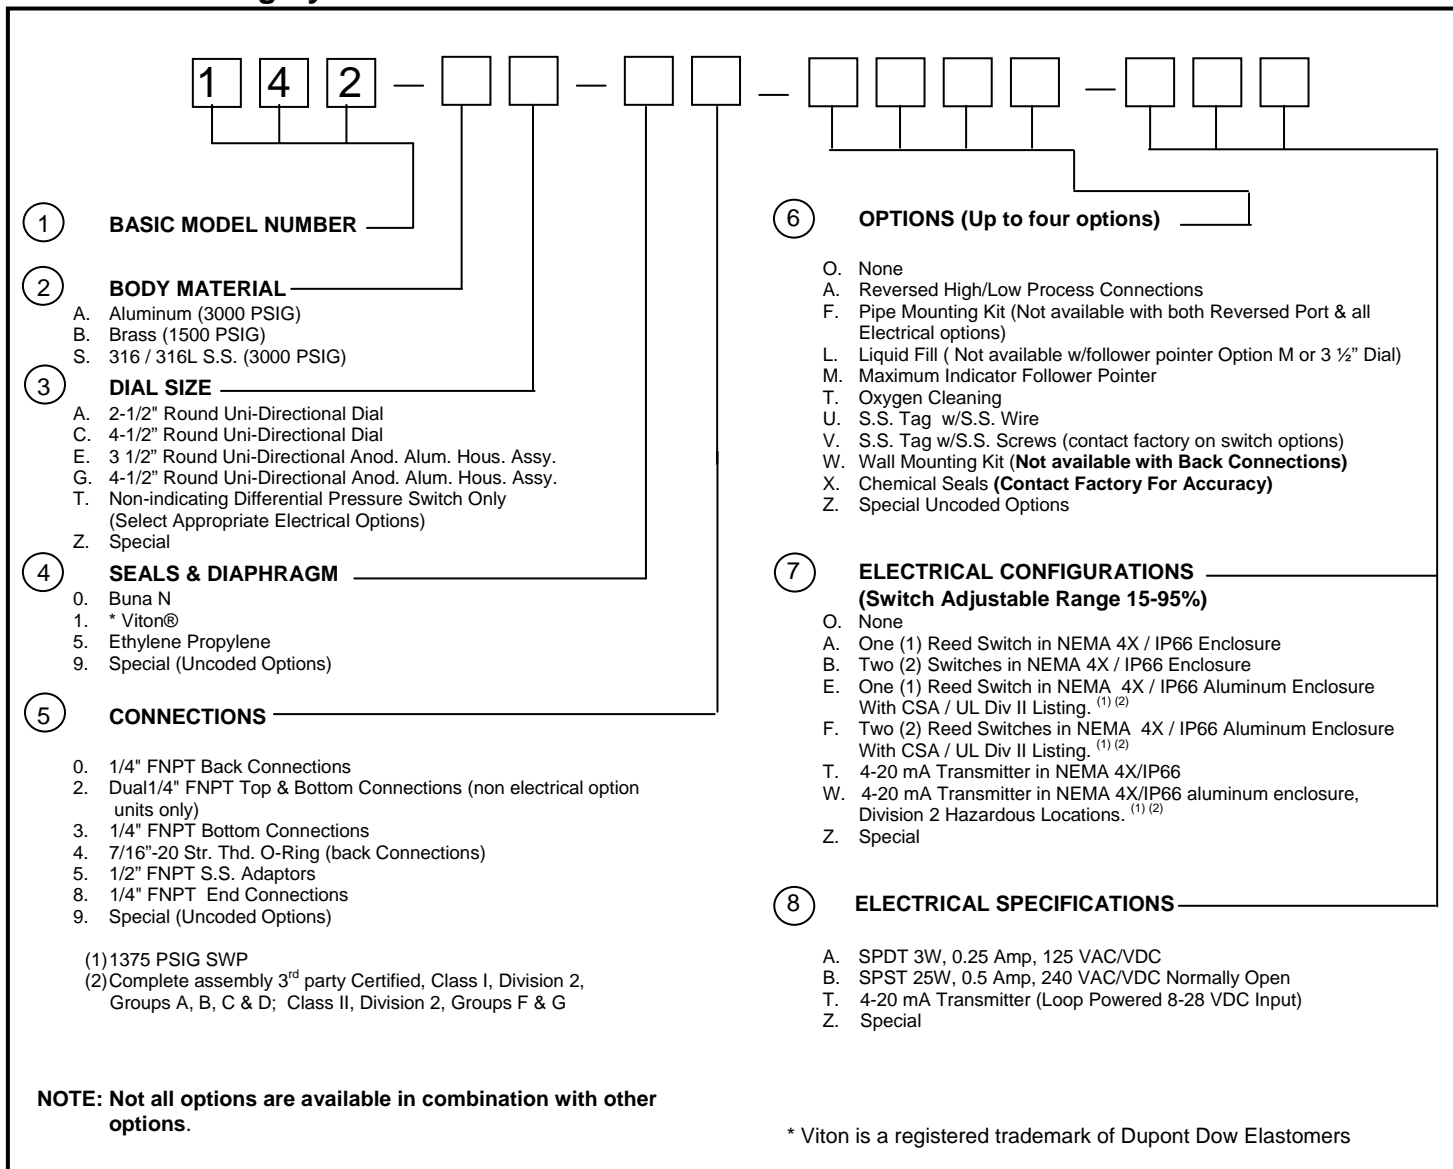 1 4 2 — — — —
1 BASIC MODEL NUMBER
2 BODY MATERIAL
A. Aluminum (3000 PSIG)
B. Brass (1500 PSIG)
S. 316 / 316L S.S. (3000 PSIG)
3 DIAL SIZE
A. 2-1/2" Round Uni-Directional Dial
C. 4-1/2" Round Uni-Directional Dial
E. 3 1/2" Round Uni-Directional Anod. Alum. Hous. Assy.
G. 4-1/2" Round Uni-Directional Anod. Alum. Hous. Assy.
T. Non-indicating Differential Pressure Switch Only
(Select Appropriate Electrical Options)
Z. Special
4 SEALS & DIAPHRAGM
0. Buna N
1. * Viton®
5. Ethylene Propylene
9. Special (Uncoded Options)
5 CONNECTIONS
0. 1/4" FNPT Back Connections
2. Dual1/4" FNPT Top & Bottom Connections (non electrical option
units only)
3. 1/4" FNPT Bottom Connections
4. 7/16"-20 Str. Thd. O-Ring (back Connections)
5. 1/2" FNPT S.S. Adaptors
8. 1/4" FNPT End Connections
9. Special (Uncoded Options)
(1)1375 PSIG SWP
(2)Complete assembly 3rd party Certified, Class I, Division 2,
Groups A, B, C & D; Class II, Division 2, Groups F & G
NOTE: Not all options are available in combination with other
options.
6 OPTIONS (Up to four options)
O. None
A. Reversed High/Low Process Connections
F. Pipe Mounting Kit (Not available with both Reversed Port & all
Electrical options)
L. Liquid Fill ( Not available w/follower pointer Option M or 3 ½" Dial)
M. Maximum Indicator Follower Pointer
T. Oxygen Cleaning
U. S.S. Tag w/S.S. Wire
V. S.S. Tag w/S.S. Screws (contact factory on switch options)
W. Wall Mounting Kit (Not available with Back Connections)
X. Chemical Seals (Contact Factory For Accuracy)
Z. Special Uncoded Options
7 ELECTRICAL CONFIGURATIONS
(Switch Adjustable Range 15-95%)
O. None
A. One (1) Reed Switch in NEMA 4X / IP66 Enclosure
B. Two (2) Switches in NEMA 4X / IP66 Enclosure
E. One (1) Reed Switch in NEMA 4X / IP66 Aluminum Enclosure
With CSA / UL Div II Listing. (1) (2)
F. Two (2) Reed Switches in NEMA 4X / IP66 Aluminum Enclosure
With CSA / UL Div II Listing. (1) (2)
T. 4-20 mA Transmitter in NEMA 4X/IP66
W. 4-20 mA Transmitter in NEMA 4X/IP66 aluminum enclosure,
Division 2 Hazardous Locations. (1) (2)
Z. Special
8 ELECTRICAL SPECIFICATIONS
A. SPDT 3W, 0.25 Amp, 125 VAC/VDC
B. SPST 25W, 0.5 Amp, 240 VAC/VDC Normally Open
T. 4-20 mA Transmitter (Loop Powered 8-28 VDC Input)
Z. Special
* Viton is a registered trademark of Dupont Dow Elastomers